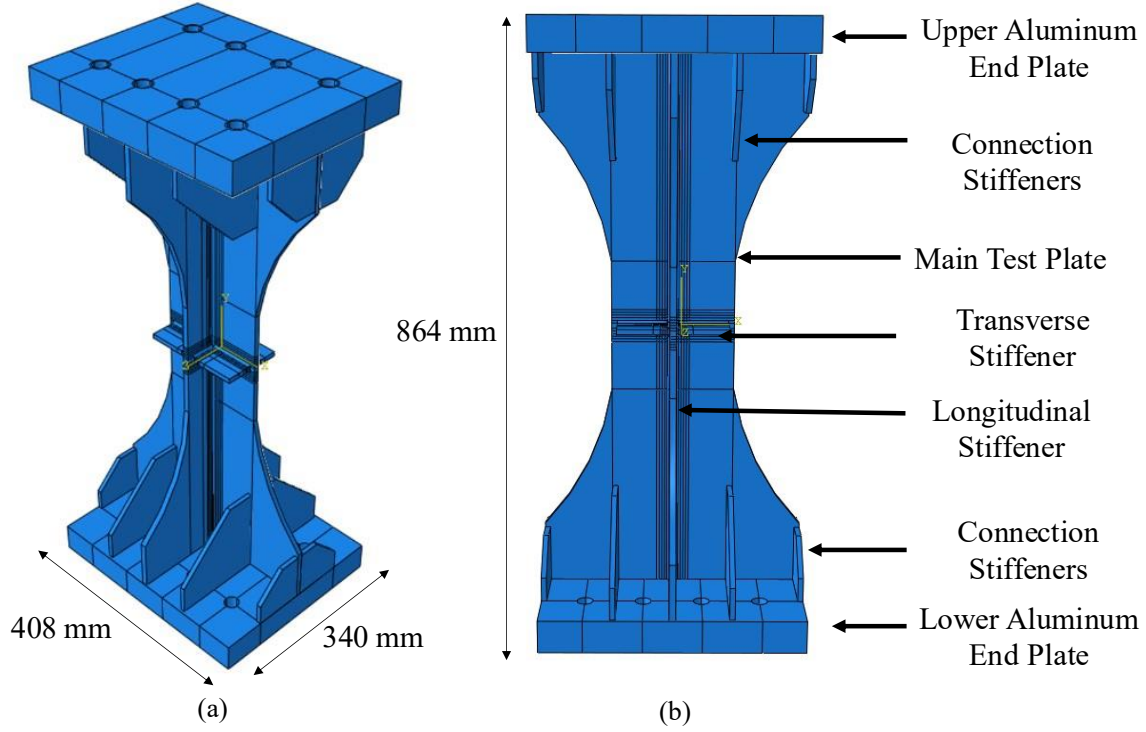 Upper Aluminum
End Plate
Connection
Stiffeners
Main Test Plate
864 mm
Transverse
Stiffener
Longitudinal
Stiffener
Connection
Stiffeners
408 mm
340 mm
Lower Aluminum
End Plate
(a)
(b)
Y
X
Z
Y
X
Z